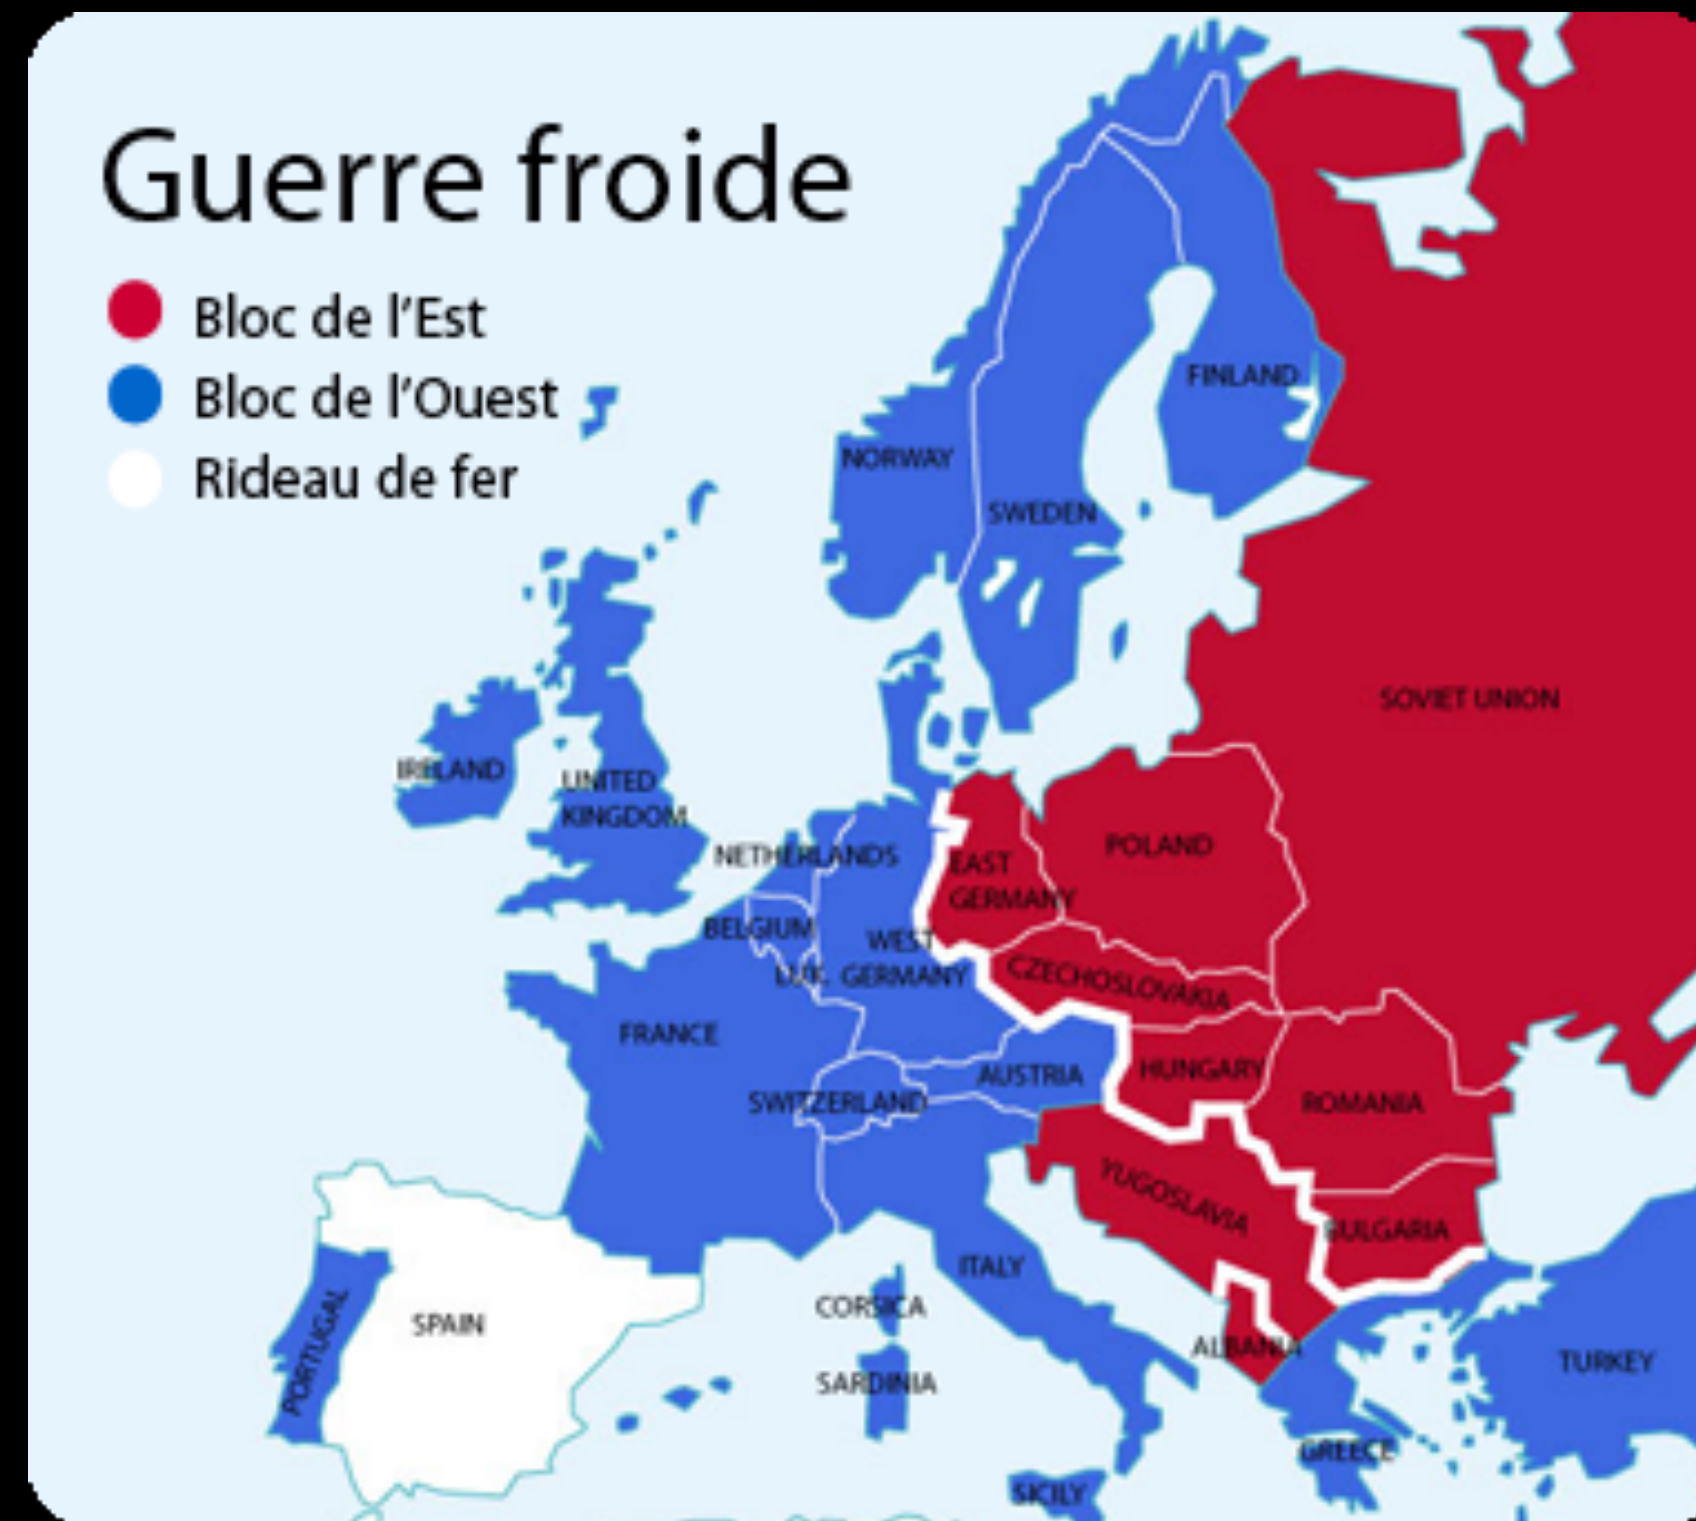 Guerre froide
Bloc de l'Est
Bloc de l'Ouest
Rideau de fer
FINLAND
NORWAY
SWEDEN
SOVIET UNION
IRELAND
UNITED
KINGDOM
NETHERLANDS
POLAND
EAST
GERMANY
BELGIUM
WEST
GERMANY
LUX.
CZECHOSLOVAKIA
FRANCE
AUSTRIA
HUNGARY
SWITZERLAND
ROMANIA
YUGOSLAVIA
BULGARIA
ITALY
CORSICA
PORTUGAL
SPAIN
ALBANIA
TURKEY
SARDINIA
GREECE
SICILY